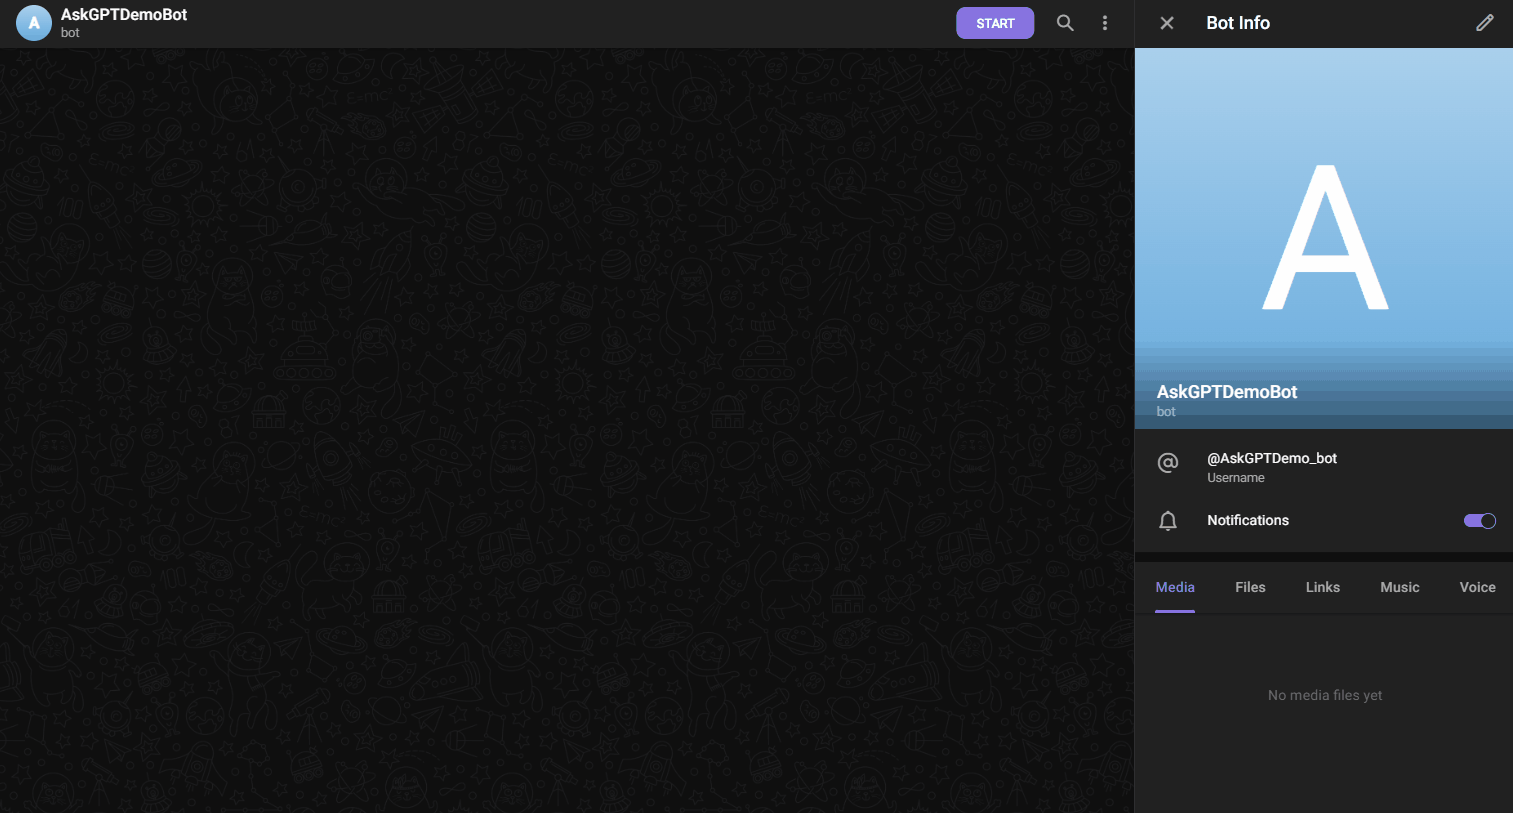 A
AskGPTDemoBot
bot
START
Bot Info
A
AskGPTDemoBot
bot
@AskGPTDemo_bot
Username
Notifications
Media Files Links Music Voice
No media files yet